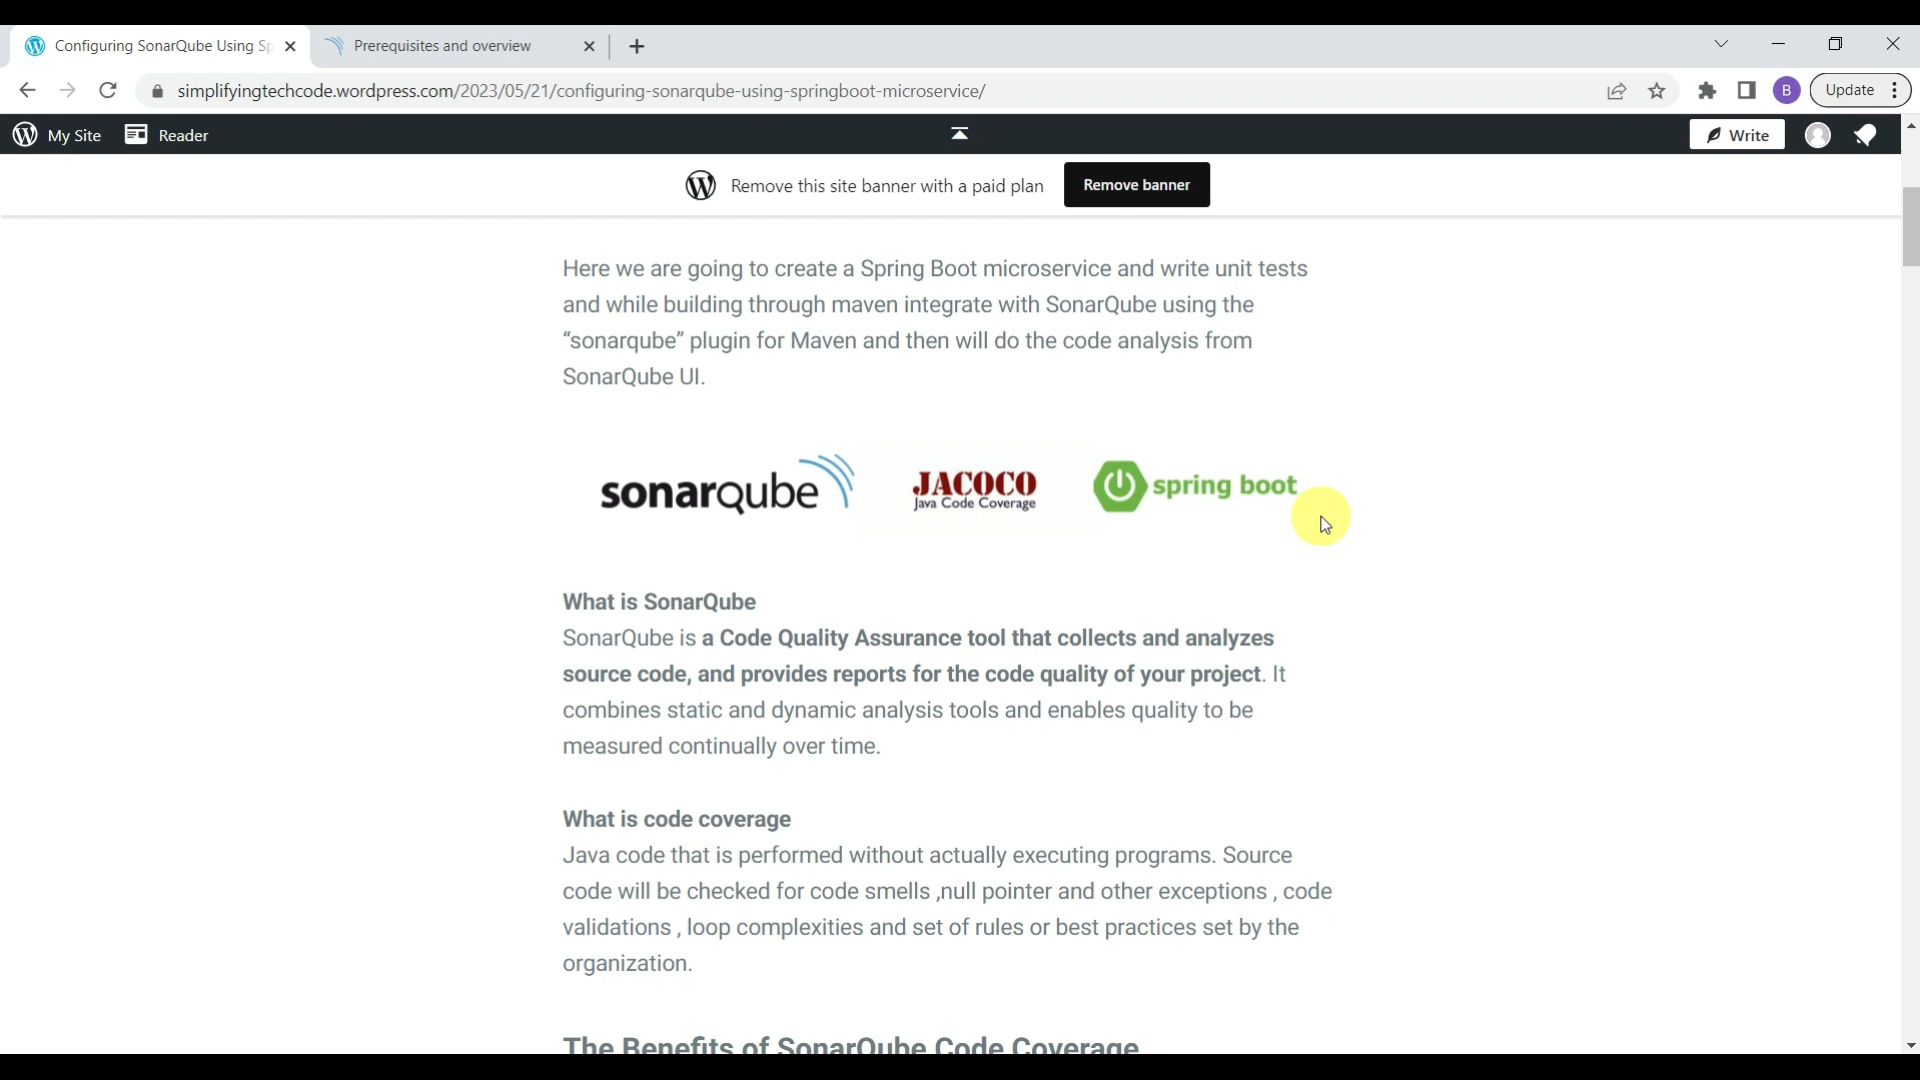 Configuring SonarQube Using Sp
Prerequisites and overview
simplifyingtechcode.wordpress.com/2023/05/21/configuring-sonarqube-using-springboot-microservice/
B
Update
My Site
Reader
Write
Remove this site banner with a paid plan
Remove banner
Here we are going to create a Spring Boot microservice and write unit tests
and while building through maven integrate with SonarQube using the
“sonarqube” plugin for Maven and then will do the code analysis from
SonarQube UI.
sonarqube
JACOCO
Java Code Coverage
spring boot
What is SonarQube
SonarQube is a Code Quality Assurance tool that collects and analyzes
source code, and provides reports for the code quality of your project. It
combines static and dynamic analysis tools and enables quality to be
measured continually over time.
What is code coverage
Java code that is performed without actually executing programs. Source
code will be checked for code smells ,null pointer and other exceptions , code
validations , loop complexities and set of rules or best practices set by the
organization.
The Benefits of SonarQube Code Coverage